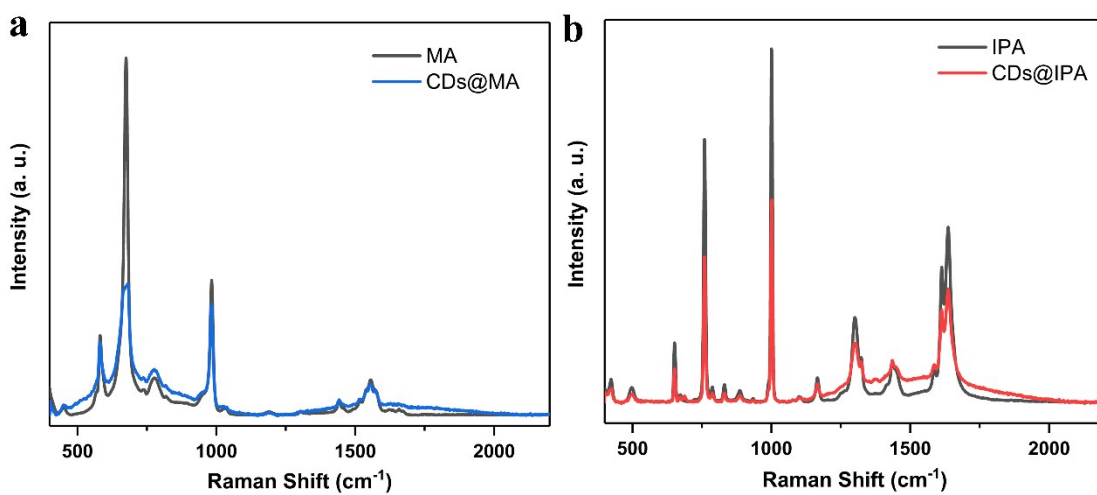 a
MA
CDs@MA
Intensity (a. u.)
500
1000
1500
2000
Raman Shift (cm⁻¹)
b
IPA
CDs@IPA
Intensity (a. u.)
500
1000
1500
2000
Raman Shift (cm⁻¹)